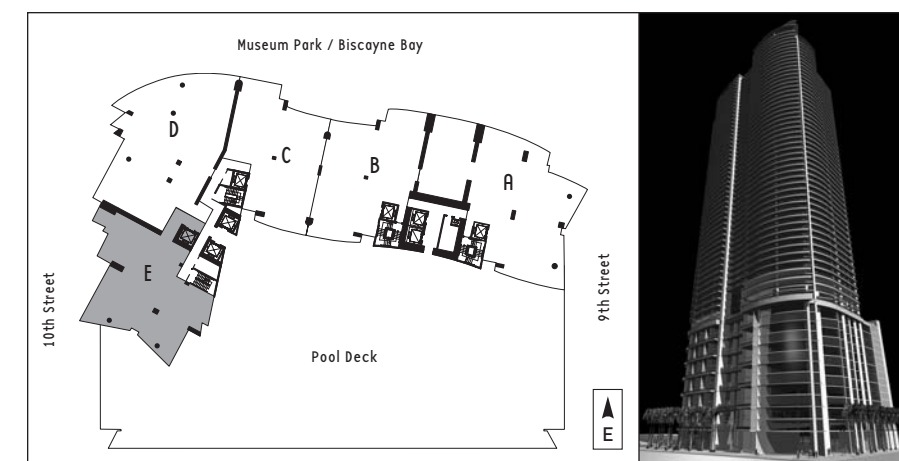 Museum Park / Biscayne Bay
D
C
B
A
E
10th Street
9th Street
Pool Deck
E